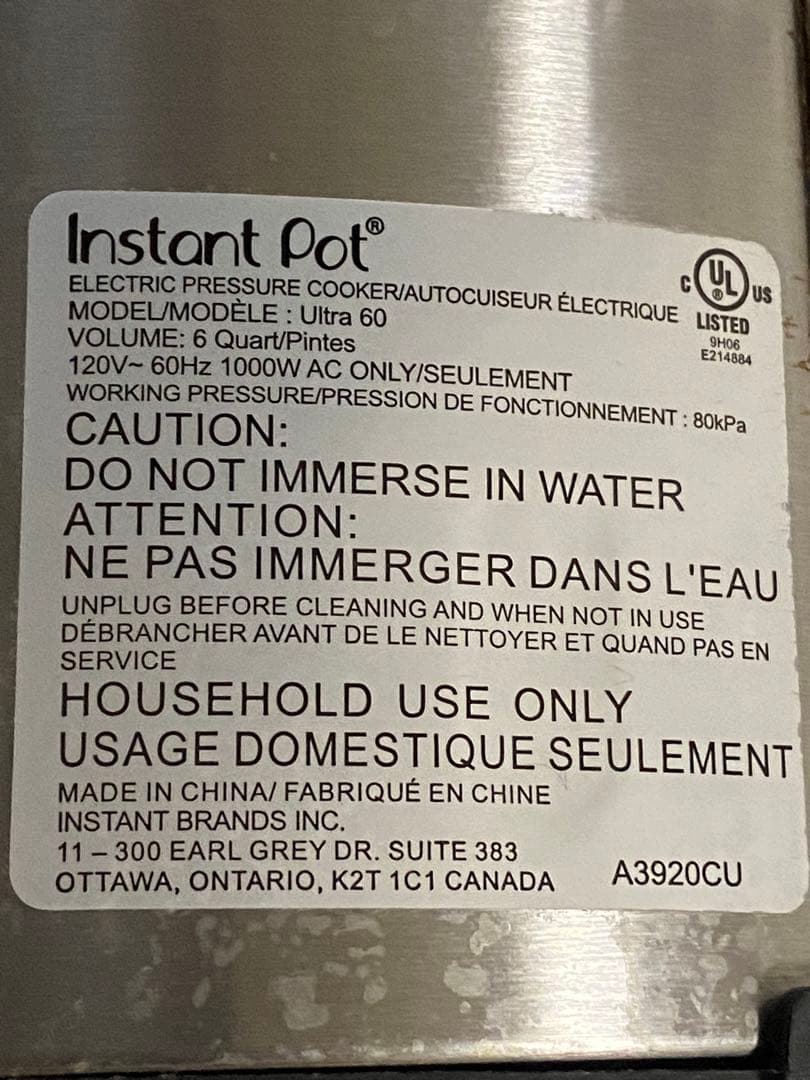 Instant Pot®
ELECTRIC PRESSURE COOKER/AUTOCUISEUR ÉLECTRIQUE
MODEL/MODÈLE : Ultra 60
VOLUME: 6 Quart/Pintes
120V~ 60Hz 1000W AC ONLY/SEULEMENT
WORKING PRESSURE/PRESSION DE FONCTIONNEMENT : 80kPa
C UL® US
LISTED
9H06
E214884
CAUTION:
DO NOT IMMERSE IN WATER
ATTENTION:
NE PAS IMMERGER DANS L'EAU
UNPLUG BEFORE CLEANING AND WHEN NOT IN USE
DÉBRANCHER AVANT DE LE NETTOYER ET QUAND PAS EN
SERVICE
HOUSEHOLD USE ONLY
USAGE DOMESTIQUE SEULEMENT
MADE IN CHINA/ FABRIQUÉ EN CHINE
INSTANT BRANDS INC.
11 – 300 EARL GREY DR. SUITE 383
OTTAWA, ONTARIO, K2T 1C1 CANADA
A3920CU